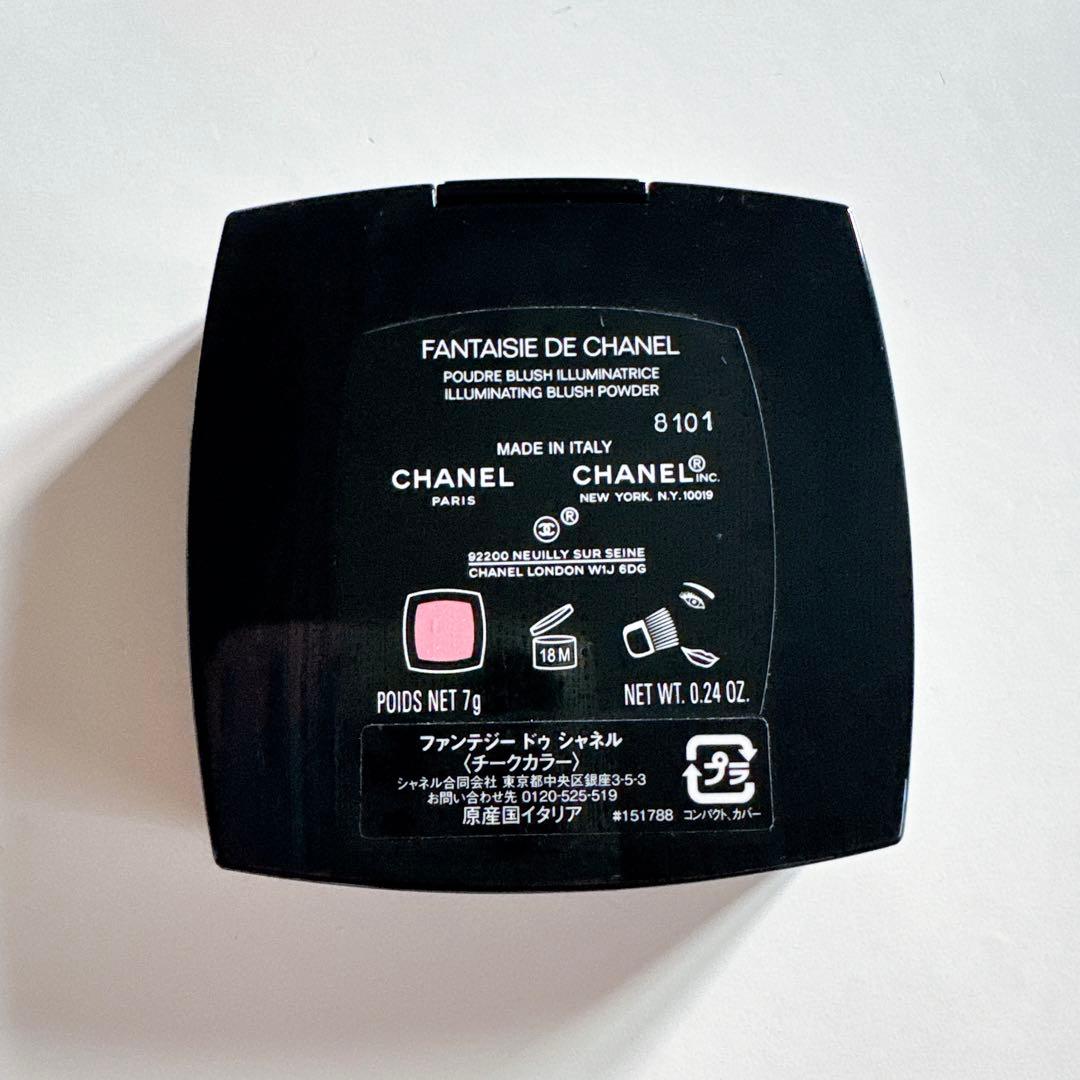 FANTAISIE DE CHANEL
POUDRE BLUSH ILLUMINATRICE
ILLUMINATING BLUSH POWDER
8101
MADE IN ITALY
CHANEL
PARIS
CHANEL® INC.
NEW YORK, N.Y. 10019
®
92200 NEUILLY SUR SEINE
CHANEL LONDON W1J 6DG
18M
POIDS NET 7g
NET WT. 0.24 OZ.
ファンテジー ドゥ シャネル
〈チークカラー〉
シャネル合同会社 東京都中央区銀座3-5-3
お問い合わせ先 0120-525-519
原産国イタリア
#151788
プラ
コンパクト、カバー